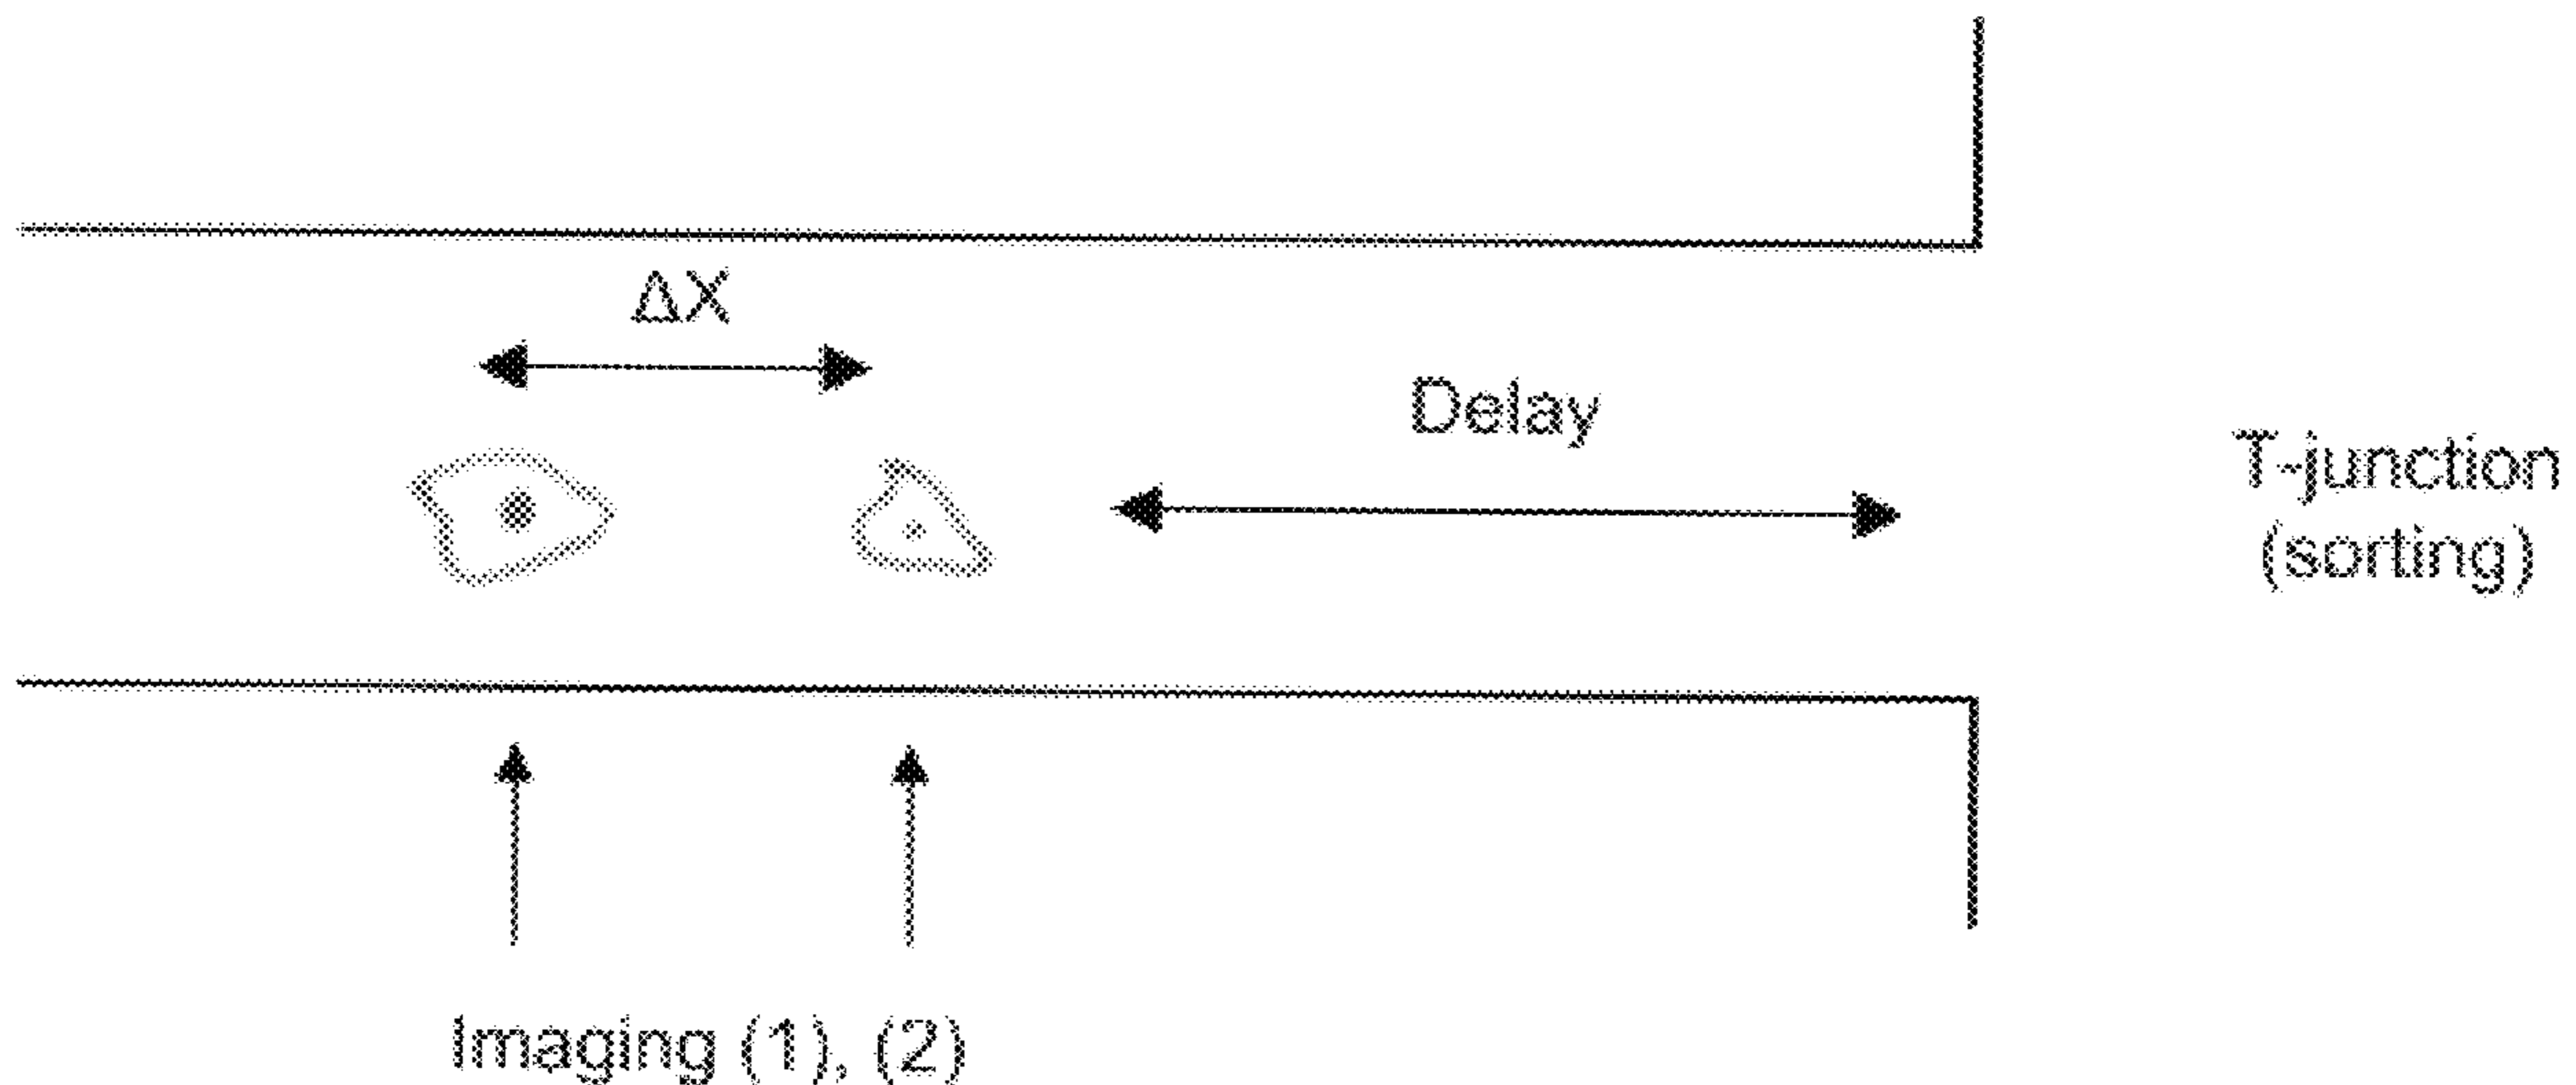 ΔX
Delay
T-junction
(sorting)
Imaging (1), (2)